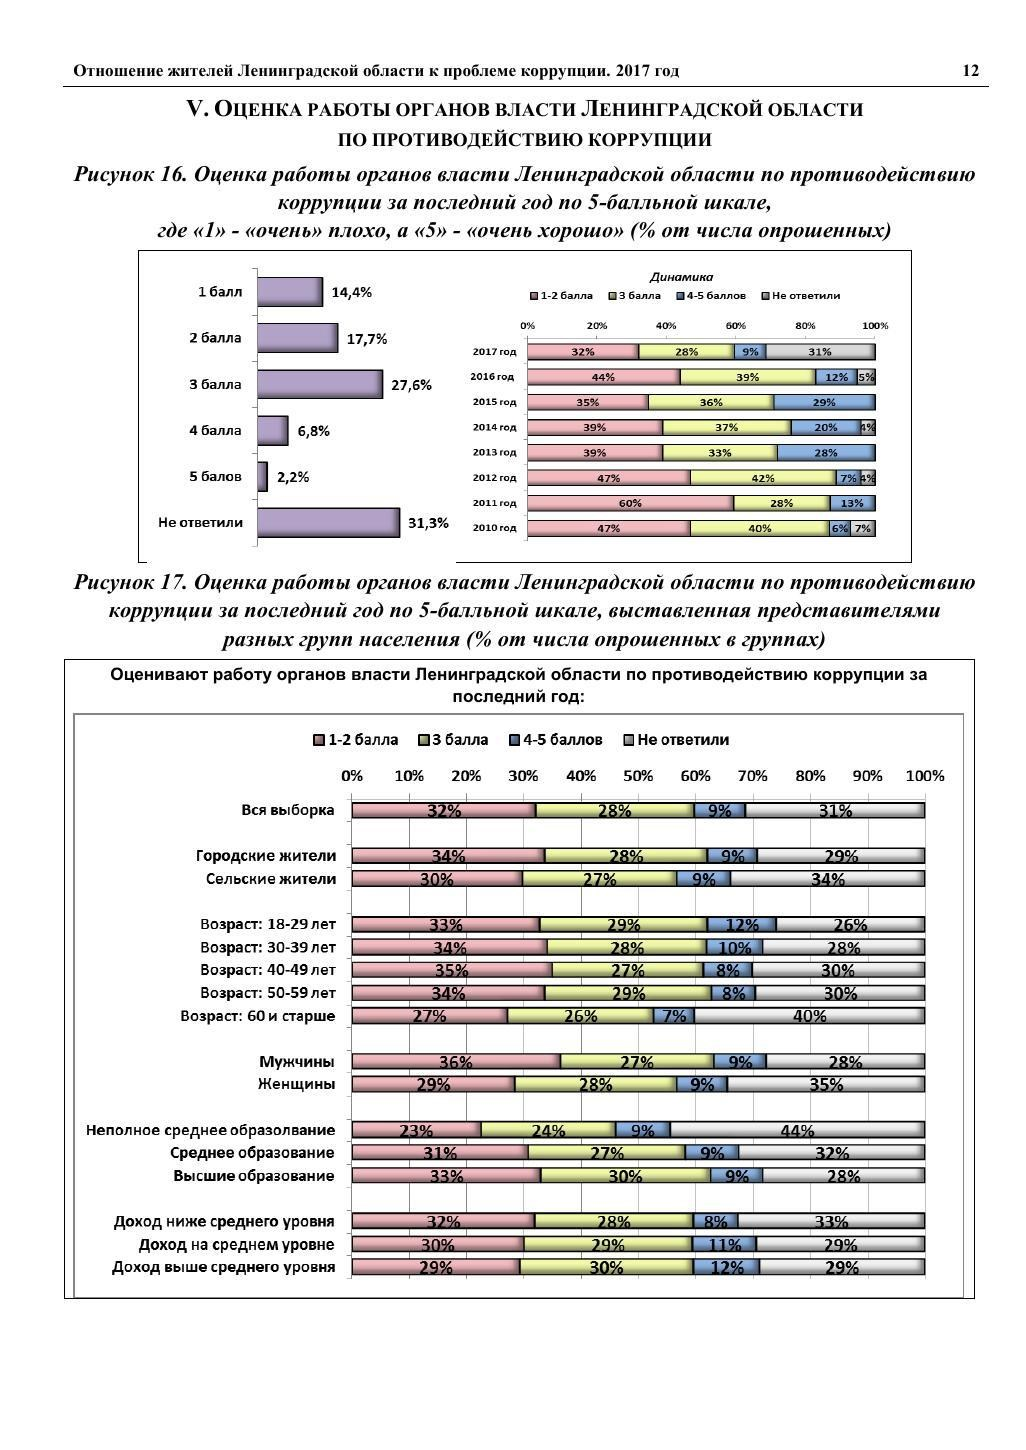 Отношение жителей Ленинградской области к проблеме коррупции. 2017 год 12
V. ОЦЕНКА РАБОТЫ ОРГАНОВ ВЛАСТИ ЛЕНИНГРАДСКОЙ ОБЛАСТИ
ПО ПРОТИВОДЕЙСТВИЮ КОРРУПЦИИ
Рисунок 16. Оценка работы органов власти Ленинградской области по противодействию
коррупции за последний год по 5-балльной шкале,
где «1» - «очень» плохо, а «5» - «очень хорошо» (% от числа опрошенных)
1 балл 14,4%
2 балла 17,7%
3 балла 27,6%
4 балла 6,8%
5 балов 2,2%
Не ответили 31,3%
Динамика
1-2 балла 3 балла 4-5 баллов Не ответили
0% 20% 40% 60% 80% 100%
2017 год 32% 28% 9% 31%
2016 год 44% 39% 12% 5%
2015 год 35% 36% 29%
2014 год 39% 37% 20% 4%
2013 год 39% 33% 28%
2012 год 47% 42% 7% 4%
2011 год 60% 28% 13%
2010 год 47% 40% 6% 7%
Рисунок 17. Оценка работы органов власти Ленинградской области по противодействию
коррупции за последний год по 5-балльной шкале, выставленная представителями
разных групп населения (% от числа опрошенных в группах)
Оценивают работу органов власти Ленинградской области по противодействию коррупции за
последний год:
1-2 балла 3 балла 4-5 баллов Не ответили
0% 10% 20% 30% 40% 50% 60% 70% 80% 90% 100%
Вся выборка 32% 28% 9% 31%
Городские жители 34% 28% 9% 29%
Сельские жители 30% 27% 9% 34%
Возраст: 18-29 лет 33% 29% 12% 26%
Возраст: 30-39 лет 34% 28% 10% 28%
Возраст: 40-49 лет 35% 27% 8% 30%
Возраст: 50-59 лет 34% 29% 8% 30%
Возраст: 60 и старше 27% 26% 7% 40%
Мужчины 36% 27% 9% 28%
Женщины 29% 28% 9% 35%
Неполное среднее образолвание 23% 24% 9% 44%
Среднее образование 31% 27% 9% 32%
Высшие образование 33% 30% 9% 28%
Доход ниже среднего уровня 32% 28% 8% 33%
Доход на среднем уровне 30% 29% 11% 29%
Доход выше среднего уровня 29% 30% 12% 29%